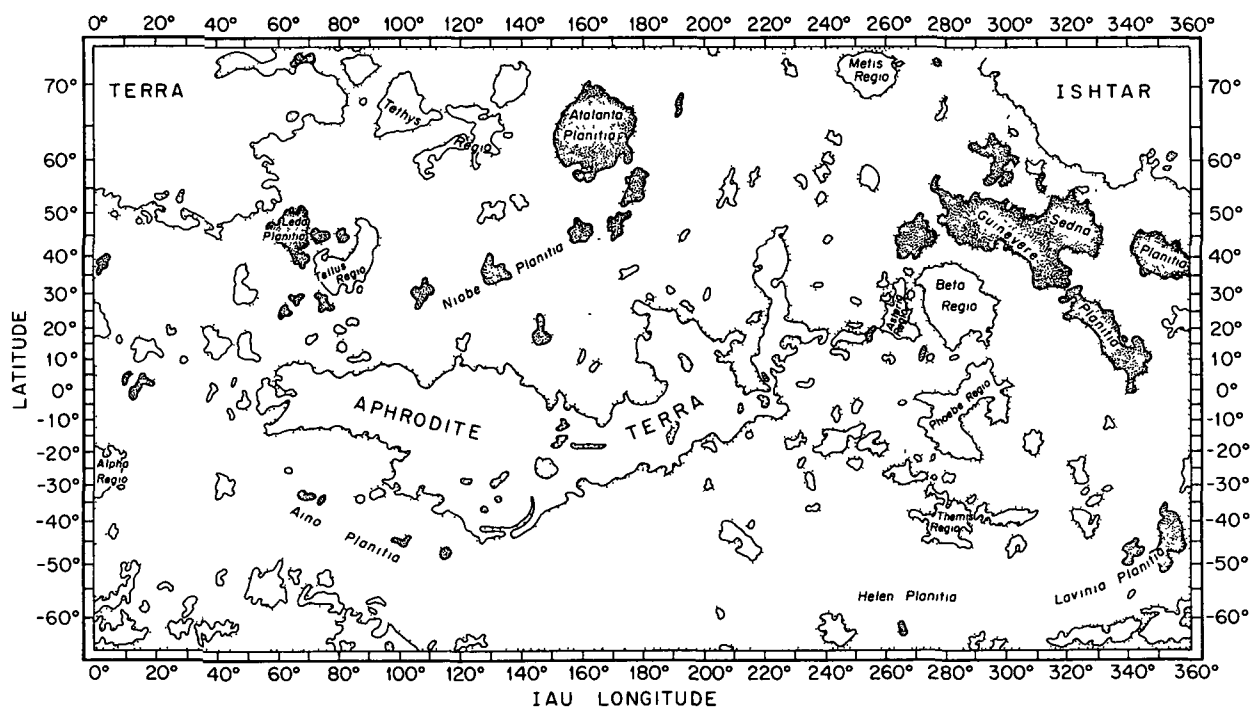 0° 20° 40° 60° 80° 100° 120° 140° 160° 180° 200° 220° 240° 260° 280° 300° 320° 340° 360°
70°
60°
50°
40°
30°
20°
10°
0°
-10°
-20°
-30°
-40°
-50°
-60°
LATITUDE
TERRA
Tethys
Regio
Atalanta
Planitia
Metis
Regio
ISHTAR
Leda
Planitia
Tellus
Regio
Niobe Planitia
Guinevere
Planitia
Sedna
Planitia
Asteria
Regio
Beta
Regio
APHRODITE
TERRA
Phoebe Regio
Alpha
Regio
Aino
Planitia
Themis
Regio
Helen Planitia
Lavinia Planitia
70°
60°
50°
40°
30°
20°
10°
0°
-10°
-20°
-30°
-40°
-50°
-60°
0° 20° 40° 60° 80° 100° 120° 140° 160° 180° 200° 220° 240° 260° 280° 300° 320° 340° 360°
IAU LONGITUDE